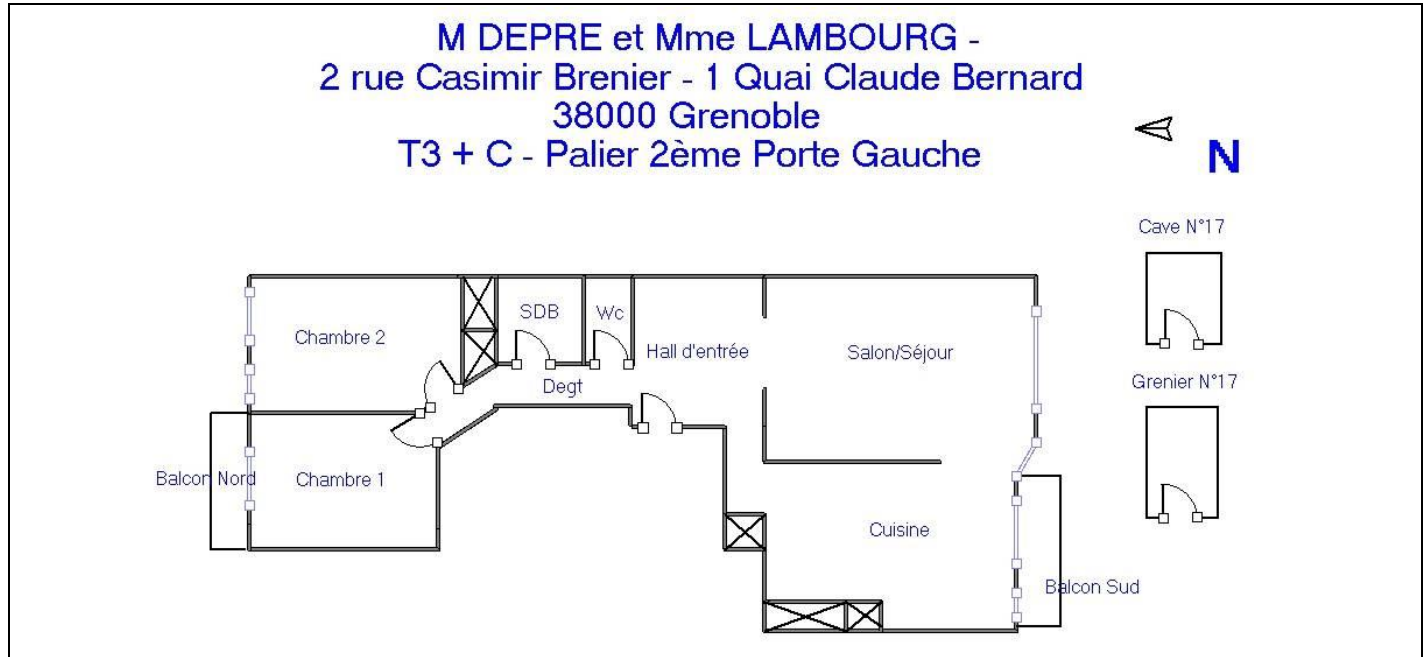 M DEPRE et Mme LAMBOURG -
2 rue Casimir Brenier - 1 Quai Claude Bernard
38000 Grenoble
T3 + C - Palier 2ème Porte Gauche
N
Cave N°17
SDB
Wc
Chambre 2
Hall d'entrée
Salon/Séjour
Grenier N°17
Degt
Balcon Nord
Chambre 1
Cuisine
Balcon Sud